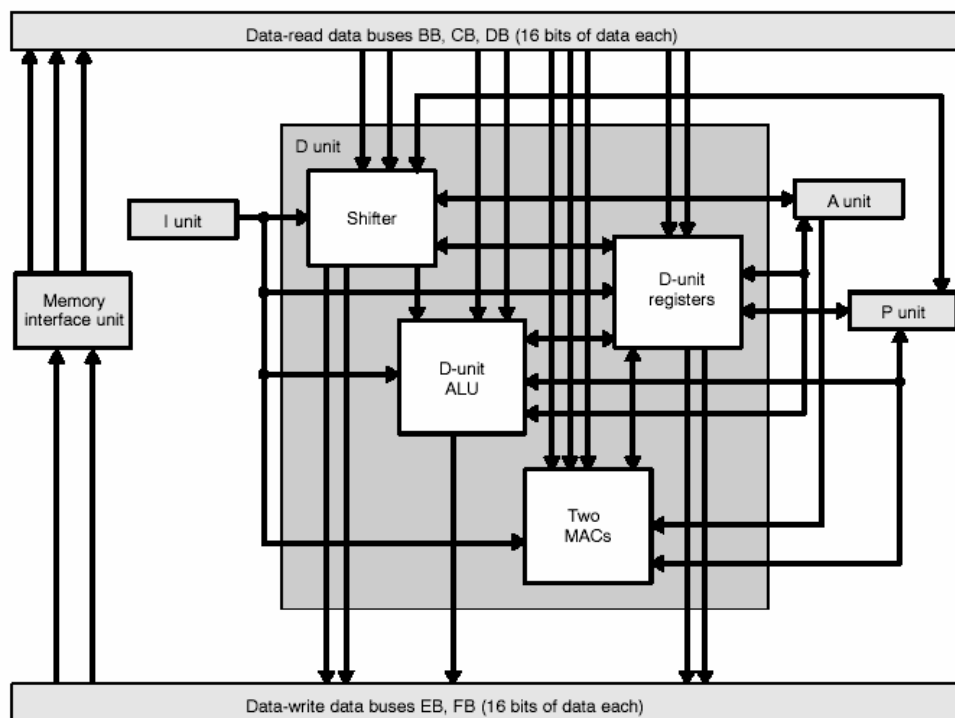 Data-read data buses BB, CB, DB (16 bits of data each)
D unit
Shifter
A unit
I unit
D-unit
registers
Memory
interface unit
P unit
D-unit
ALU
Two
MACs
Data-write data buses EB, FB (16 bits of data each)